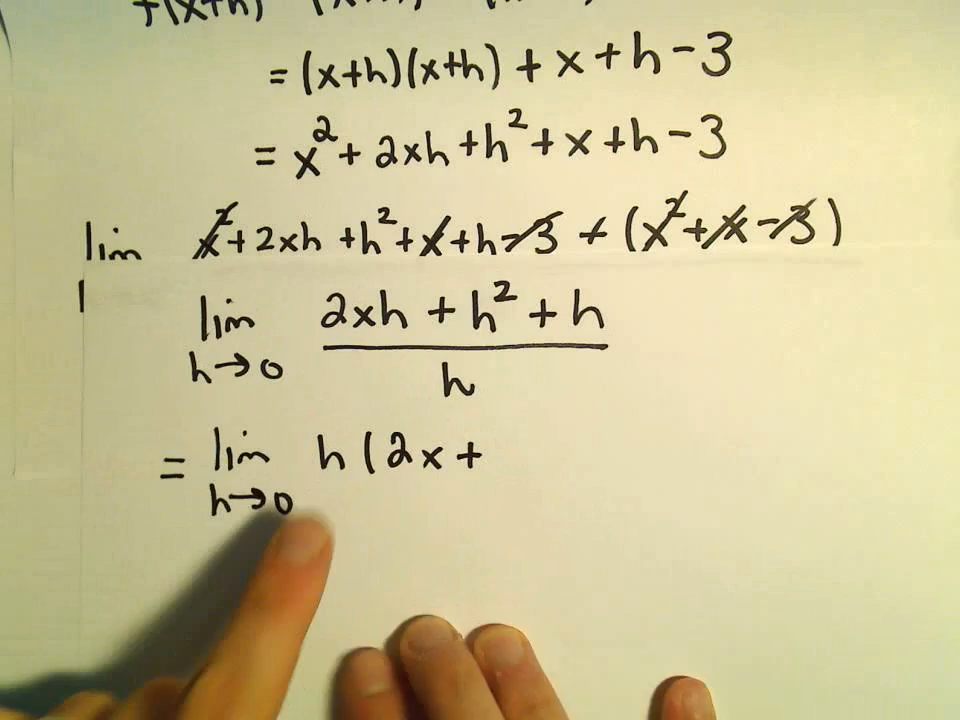 = (x+h)(x+h) + x + h - 3
= x² + 2xh + h² + x + h - 3
lim x² + 2xh + h² + x + h - 3 - (x² + x - 3)
lim 2xh + h² + h
h→0 h
= lim h(2x +
h→0